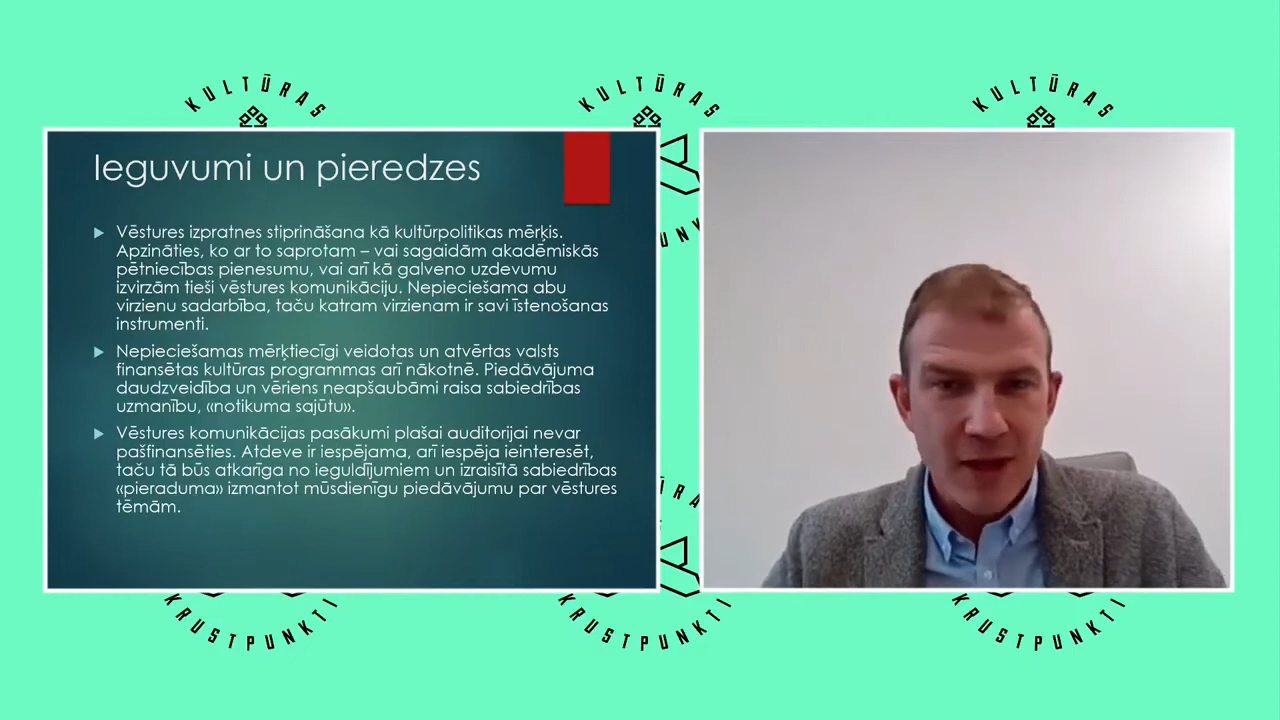 KULTŪRAS
KULTŪRAS
KULTŪRAS
Ieguvumi un pieredzes
Vēstures izpratnes stiprināšana kā kultūrpolitikas mērķis.
Apzināties, ko ar to saprotam – vai sagaidām akadēmiskās
pētniecības pienesumu, vai arī kā galveno uzdevumu
izvirzām tieši vēstures komunikāciju. Nepieciešama abu
virzienu sadarbība, taču katram virzienam ir savi īstenošanas
instrumenti.
Nepieciešamas mērķtiecīgi veidotas un atvērtas valsts
finansētas kultūras programmas arī nākotnē. Piedāvājuma
daudzveidība un vēriens neapšaubāmi raisa sabiedrības
uzmanību, «notikuma sajūtu».
Vēstures komunikācijas pasākumi plašai auditorijai nevar
pašfinansēties. Atdeve ir iespējama, arī iespēja ieinteresēt,
taču tā būs atkarīga no ieguldījumiem un izraisītā sabiedrības
«pieraduma» izmantot mūsdienīgu piedāvājumu par vēstures
tēmām.
KRUSTPUNKTI
KRUSTPUNKTI
KRUSTPUNKTI